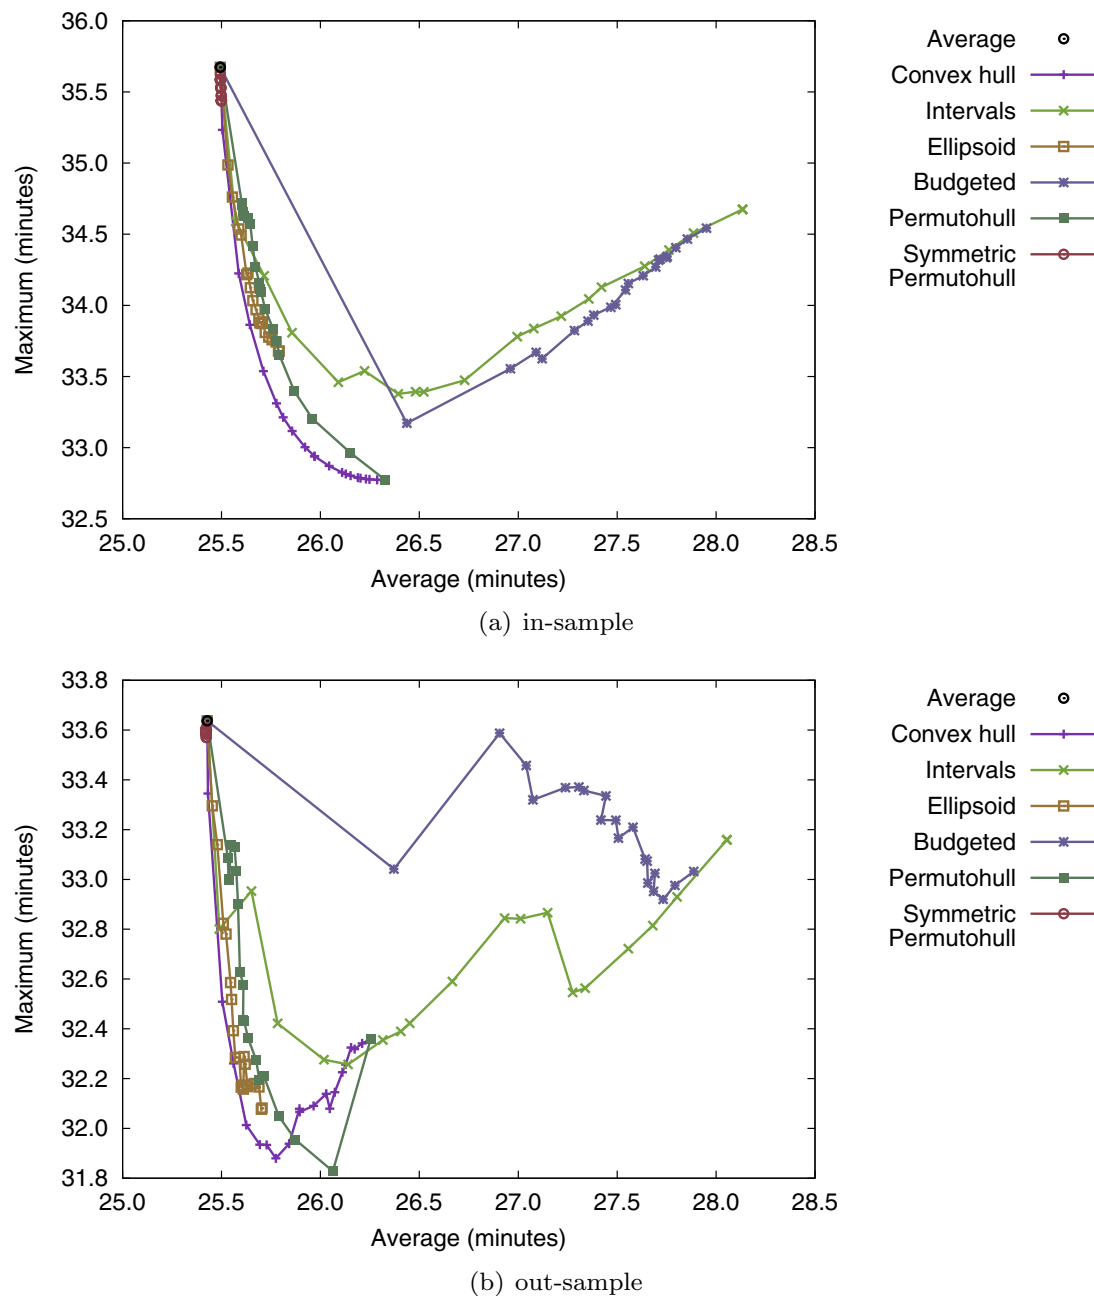 36.0
35.5
35.0
34.5
34.0
33.5
33.0
32.5
Maximum (minutes)
25.0 25.5 26.0 26.5 27.0 27.5 28.0 28.5
Average (minutes)
Average
Convex hull
Intervals
Ellipsoid
Budgeted
Permutohull
Symmetric
Permutohull
(a) in-sample
33.8
33.6
33.4
33.2
33.0
32.8
32.6
32.4
32.2
32.0
31.8
Maximum (minutes)
25.0 25.5 26.0 26.5 27.0 27.5 28.0 28.5
Average (minutes)
Average
Convex hull
Intervals
Ellipsoid
Budgeted
Permutohull
Symmetric
Permutohull
(b) out-sample